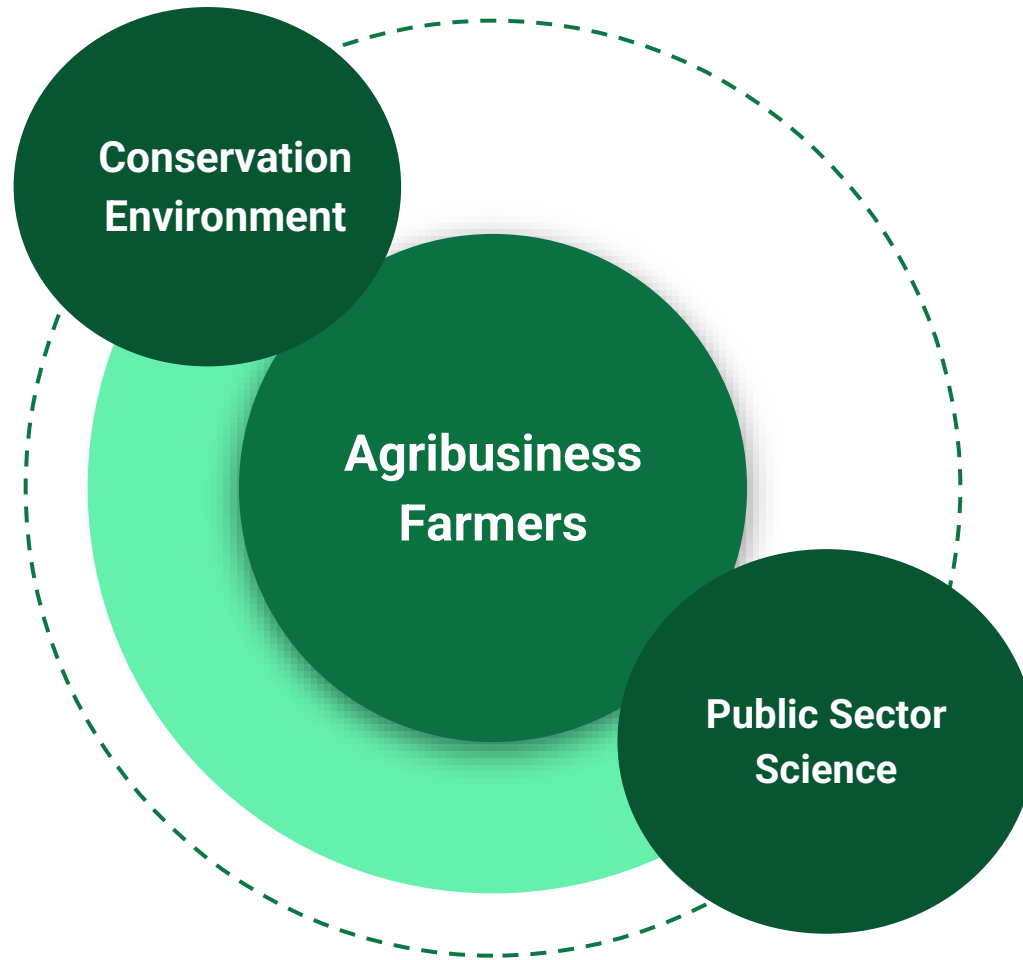 Conservation
Environment
Agribusiness
Farmers
Public Sector
Science